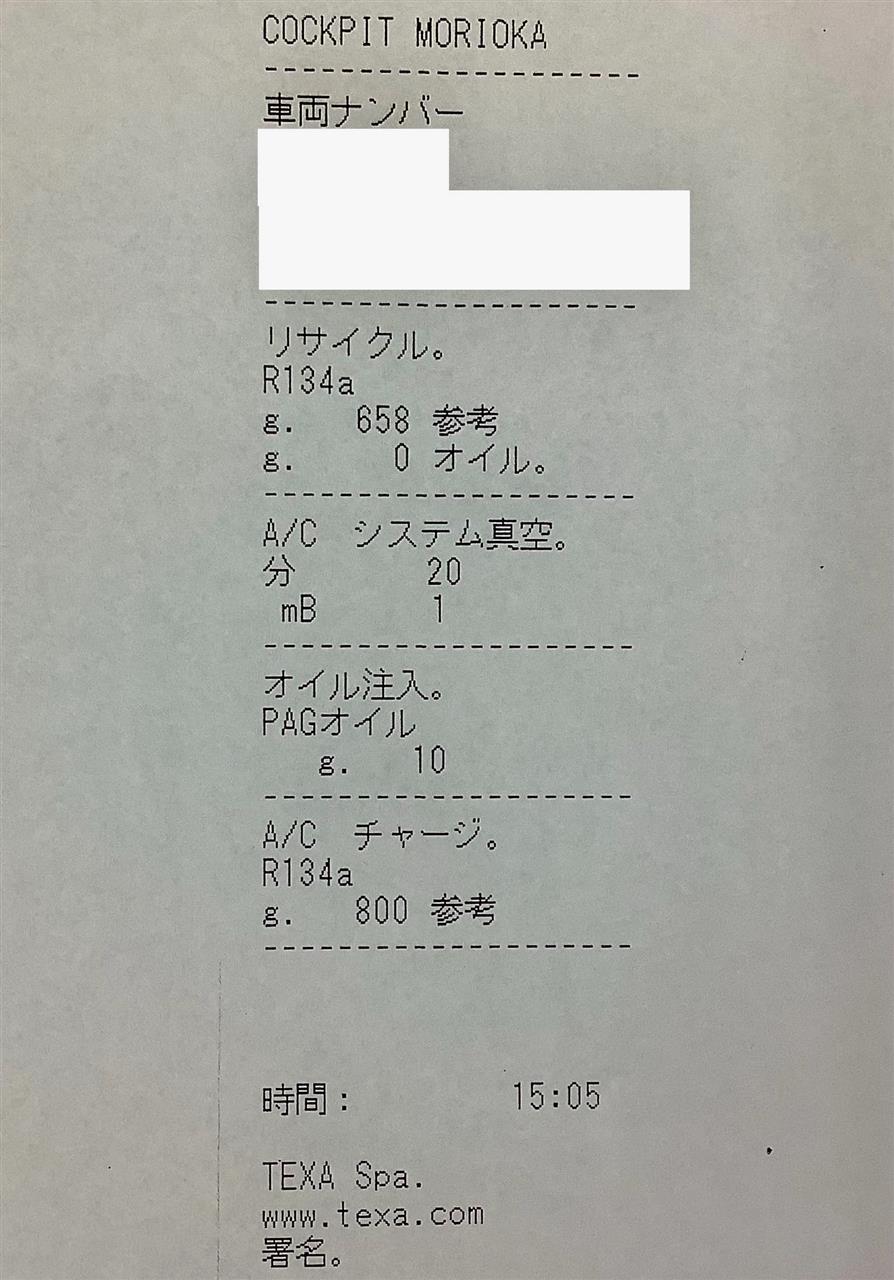 COCKPIT MORIOKA
--------------------
車両ナンバー
--------------------
リサイクル。
R134a
g. 658 参考
g. 0 オイル。
--------------------
A/C システム真空。
分 20
mB 1
--------------------
オイル注入。
PAGオイル
g. 10
--------------------
A/C チャージ。
R134a
g. 800 参考
--------------------
時間: 15:05
TEXA Spa.
www.texa.com
署名。